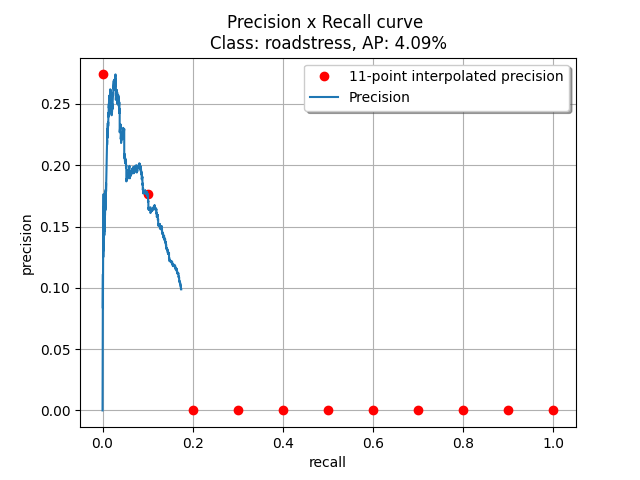 Precision x Recall curve
Class: roadstress, AP: 4.09%
11-point interpolated precision
Precision
precision
0.25
0.20
0.15
0.10
0.05
0.00
0.0 0.2 0.4 0.6 0.8 1.0
recall